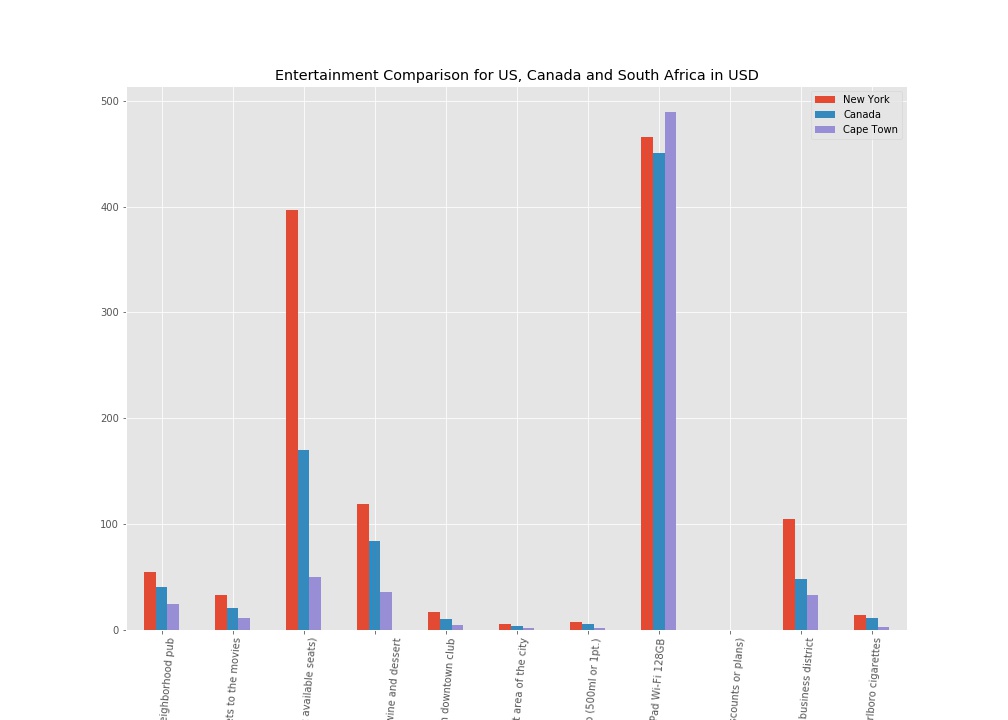 Entertainment Comparison for US, Canada and South Africa in USD
New York
Canada
Cape Town
500
400
300
200
100
0
eighborhood pub
ets to the movies
available seats)
wine and dessert
n downtown club
t area of the city
o (500ml or 1pt.)
Pad Wi-Fi 128GB
scounts or plans)
business district
rlboro cigarettes